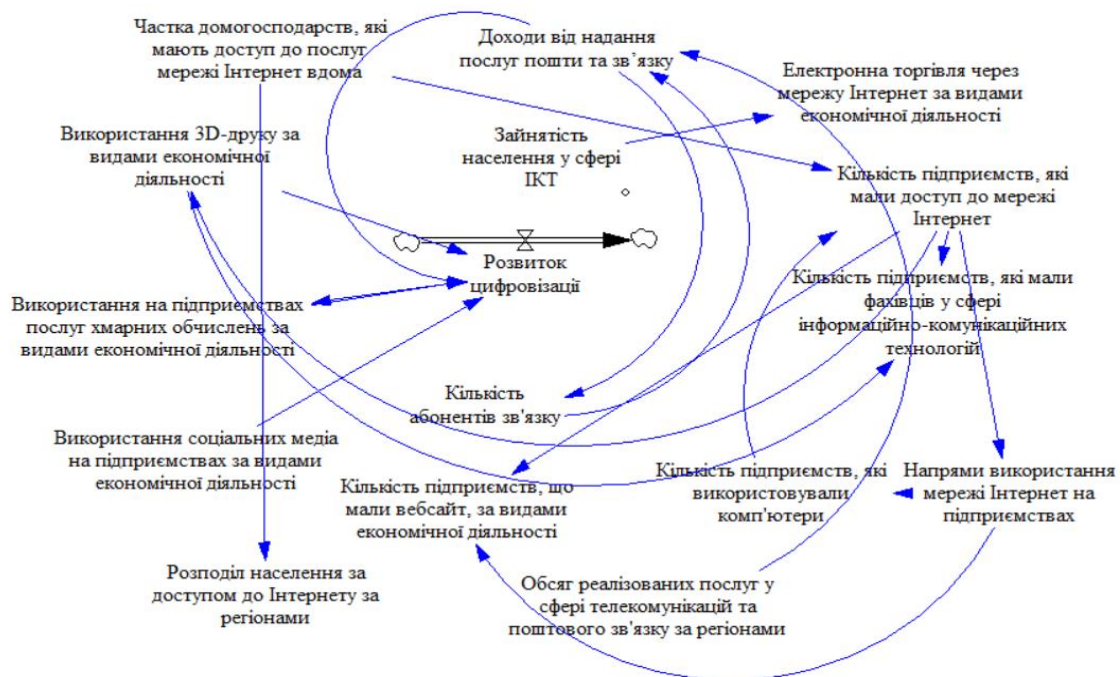 Частка домогосподарств, які
мають доступ до послуг
мережі Інтернет вдома
Доходи від надання
послуг пошти та зв’язку
Електронна торгівля через
мережу Інтернет за видами
економічної діяльності
Використання 3D-друку за
видами економічної
діяльності
Зайнятість
населення у сфері
ІКТ
Кількість підприємств, які
мали доступ до мережі
Інтернет
Розвиток
цифровізації
Кількість підприємств, які мали
фахівців у сфері
інформаційно-комунікаційних
технологій
Використання на підприємствах
послуг хмарних обчислень за
видами економічної діяльності
Кількість
абонентів зв'язку
Використання соціальних медіа
на підприємствах за видами
економічної діяльності
Кількість підприємств, що
мали вебсайт, за видами
економічної діяльності
Кількість підприємств, які
використовували
комп'ютери
Напрями використання
мережі Інтернет на
підприємствах
Розподіл населення за
доступом до Інтернету за
регіонами
Обсяг реалізованих послуг у
сфері телекомунікацій та
поштового зв'язку за регіонами